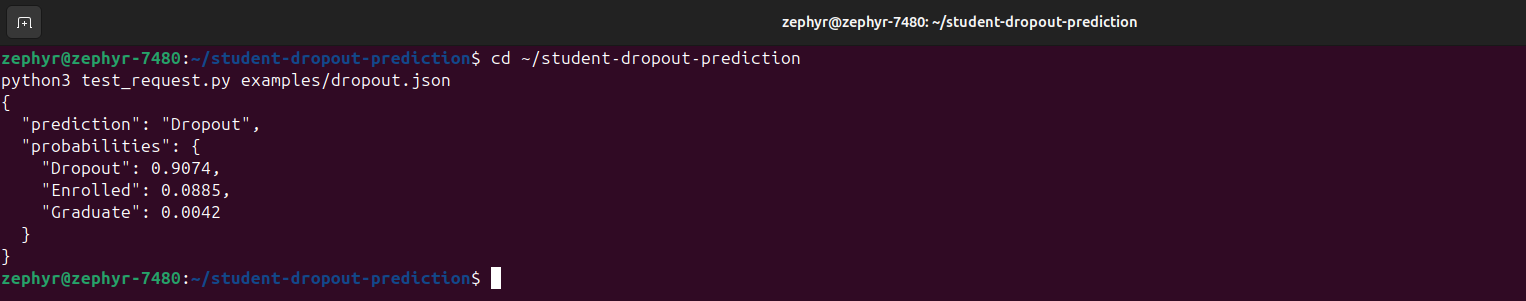 zephyr@zephyr-7480: ~/student-dropout-prediction
zephyr@zephyr-7480:~/student-dropout-prediction$ cd ~/student-dropout-prediction
python3 test_request.py examples/dropout.json
{
  "prediction": "Dropout",
  "probabilities": {
    "Dropout": 0.9074,
    "Enrolled": 0.0885,
    "Graduate": 0.0042
  }
}
zephyr@zephyr-7480:~/student-dropout-prediction$